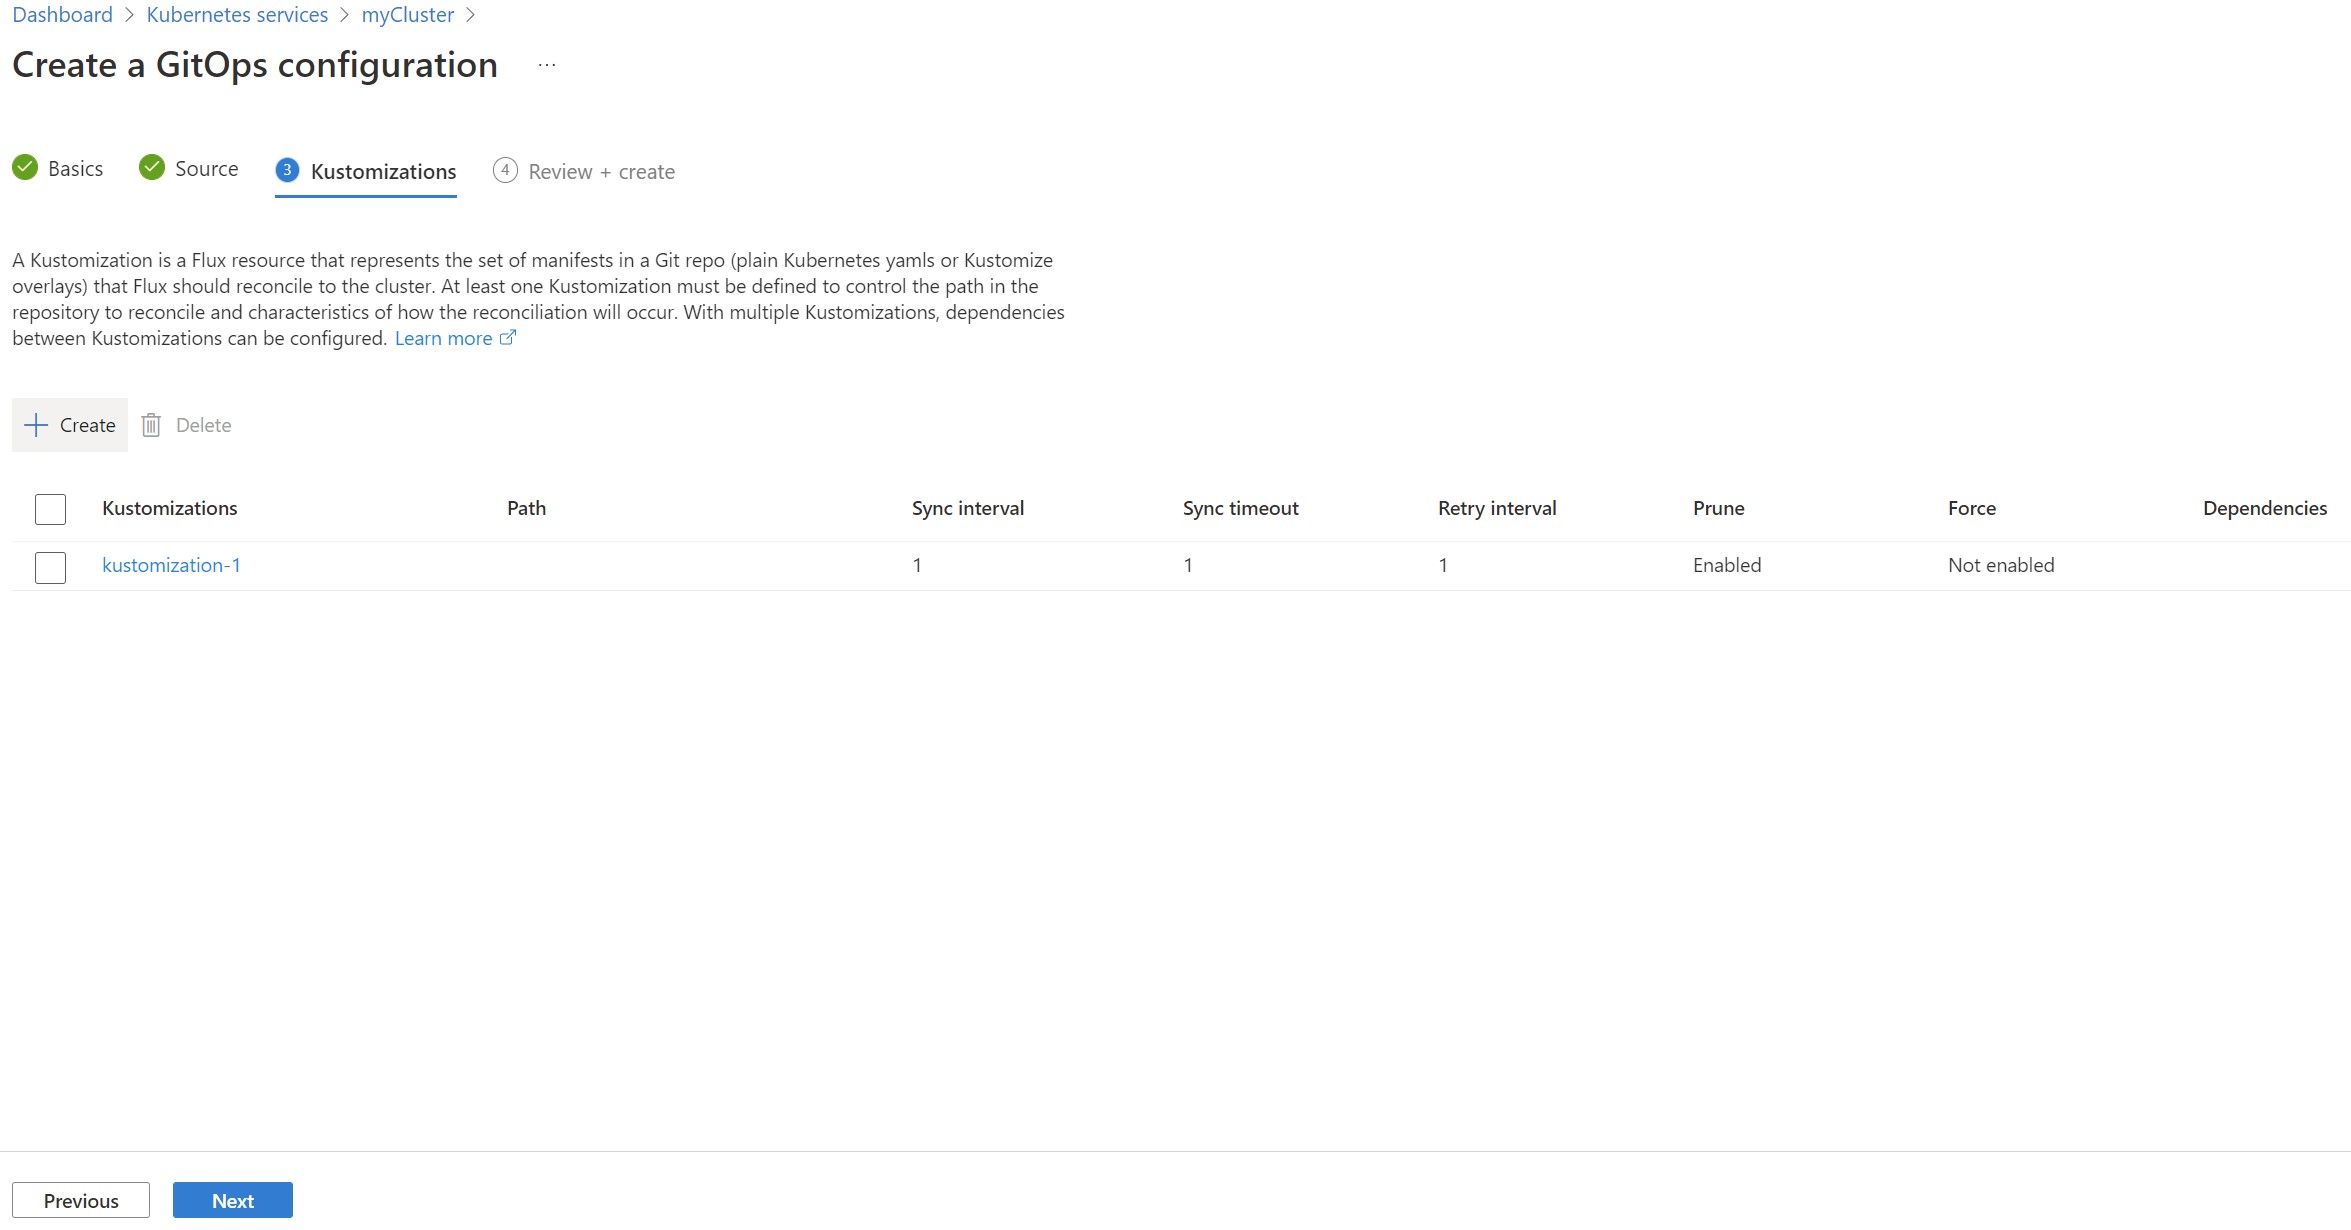 Dashboard > Kubernetes services > myCluster >
Create a GitOps configuration ...
Basics Source 3 Kustomizations 4 Review + create
A Kustomization is a Flux resource that represents the set of manifests in a Git repo (plain Kubernetes yamls or Kustomize
overlays) that Flux should reconcile to the cluster. At least one Kustomization must be defined to control the path in the
repository to reconcile and characteristics of how the reconciliation will occur. With multiple Kustomizations, dependencies
between Kustomizations can be configured. Learn more
Create Delete
Kustomizations Path Sync interval Sync timeout Retry interval Prune Force Dependencies
kustomization-1 1 1 1 Enabled Not enabled
Previous Next